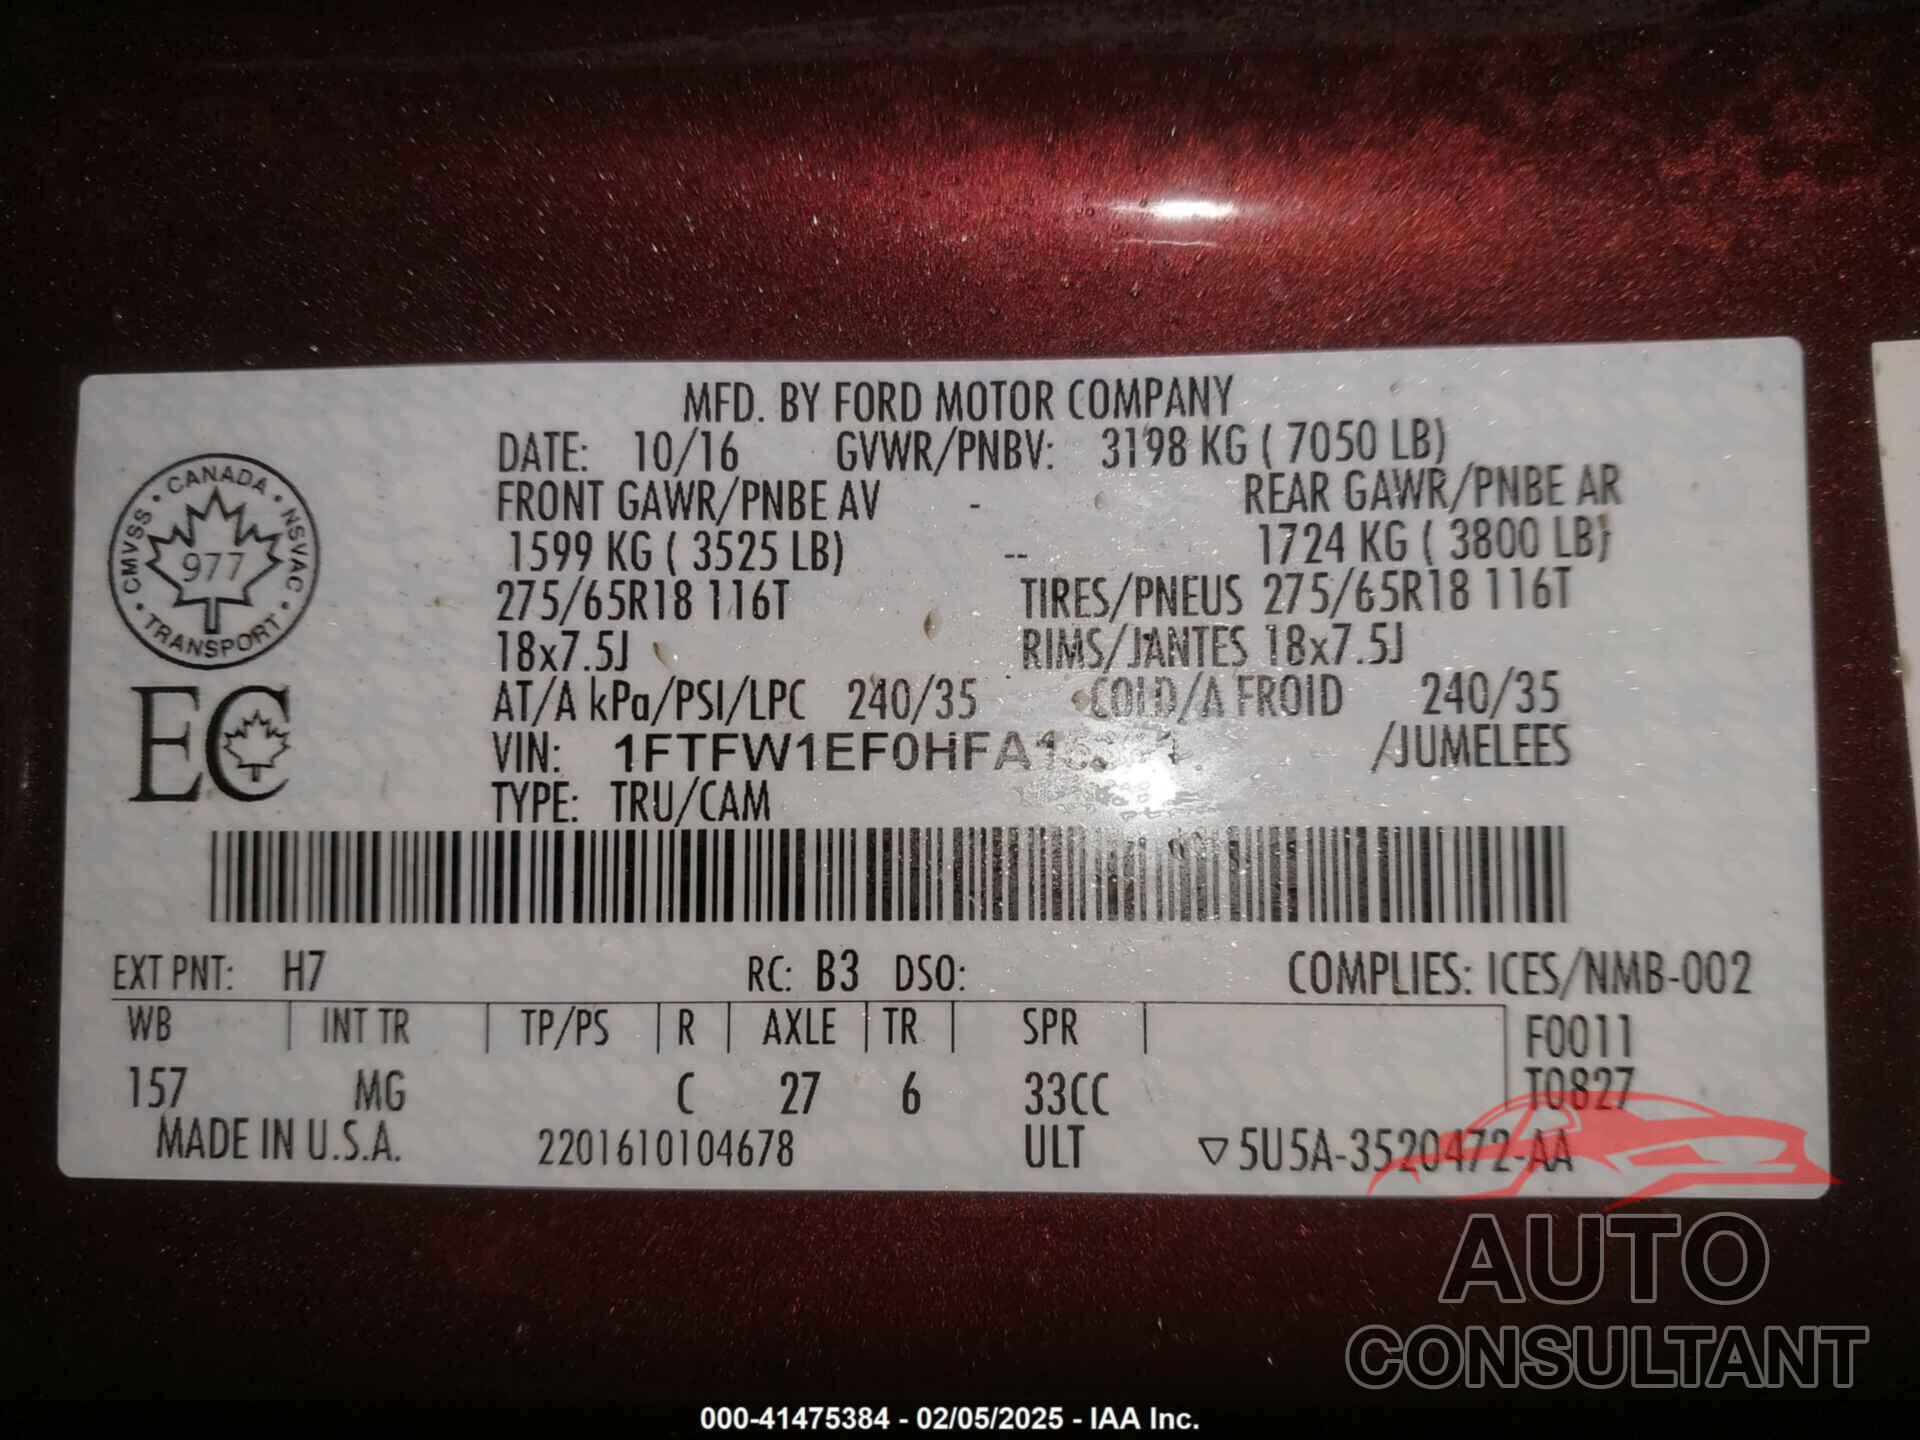 MFD. BY FORD MOTOR COMPANY
DATE: 10/16 GVWR/PNBV: 3198 KG ( 7050 LB)
FRONT GAWR/PNBE AV - REAR GAWR/PNBE AR
1599 KG ( 3525 LB) -- 1724 KG ( 3800 LB)
275/65R18 116T TIRES/PNEUS 275/65R18 116T
18x7.5J RIMS/JANTES 18x7.5J
AT/A kPa/PSI/LPC 240/35 COLD/A FROID 240/35
VIN: /JUMELEES
TYPE: TRU/CAM
CANADA
CMVSS • NSVAC
977
TRANSPORT
EC
EXT PNT: H7 RC: B3 DSO: COMPLIES: ICES/NMB-002
WB INT TR TP/PS R AXLE TR SPR F0011
157 MG C 27 6 33CC T0827
MADE IN U.S.A. 2201610104678 ULT ▽5U5A-3520472-AA
AUTO
CONSULTANT
000-41475384 - 02/05/2025 - IAA Inc.